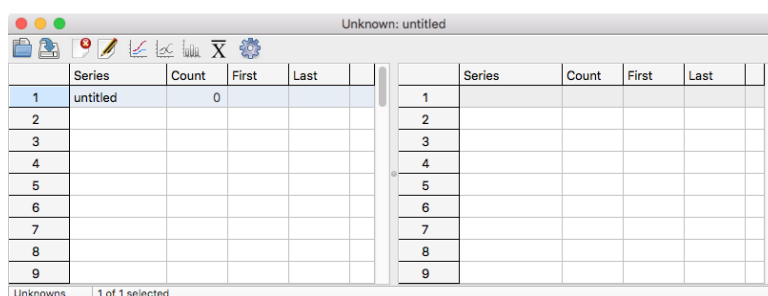 Unknown: untitled
X
Series Count First Last Series Count First Last
1 untitled 0 1
2 2
3 3
4 4
5 5
6 6
7 7
8 8
9 9
Unknowns 1 of 1 selected